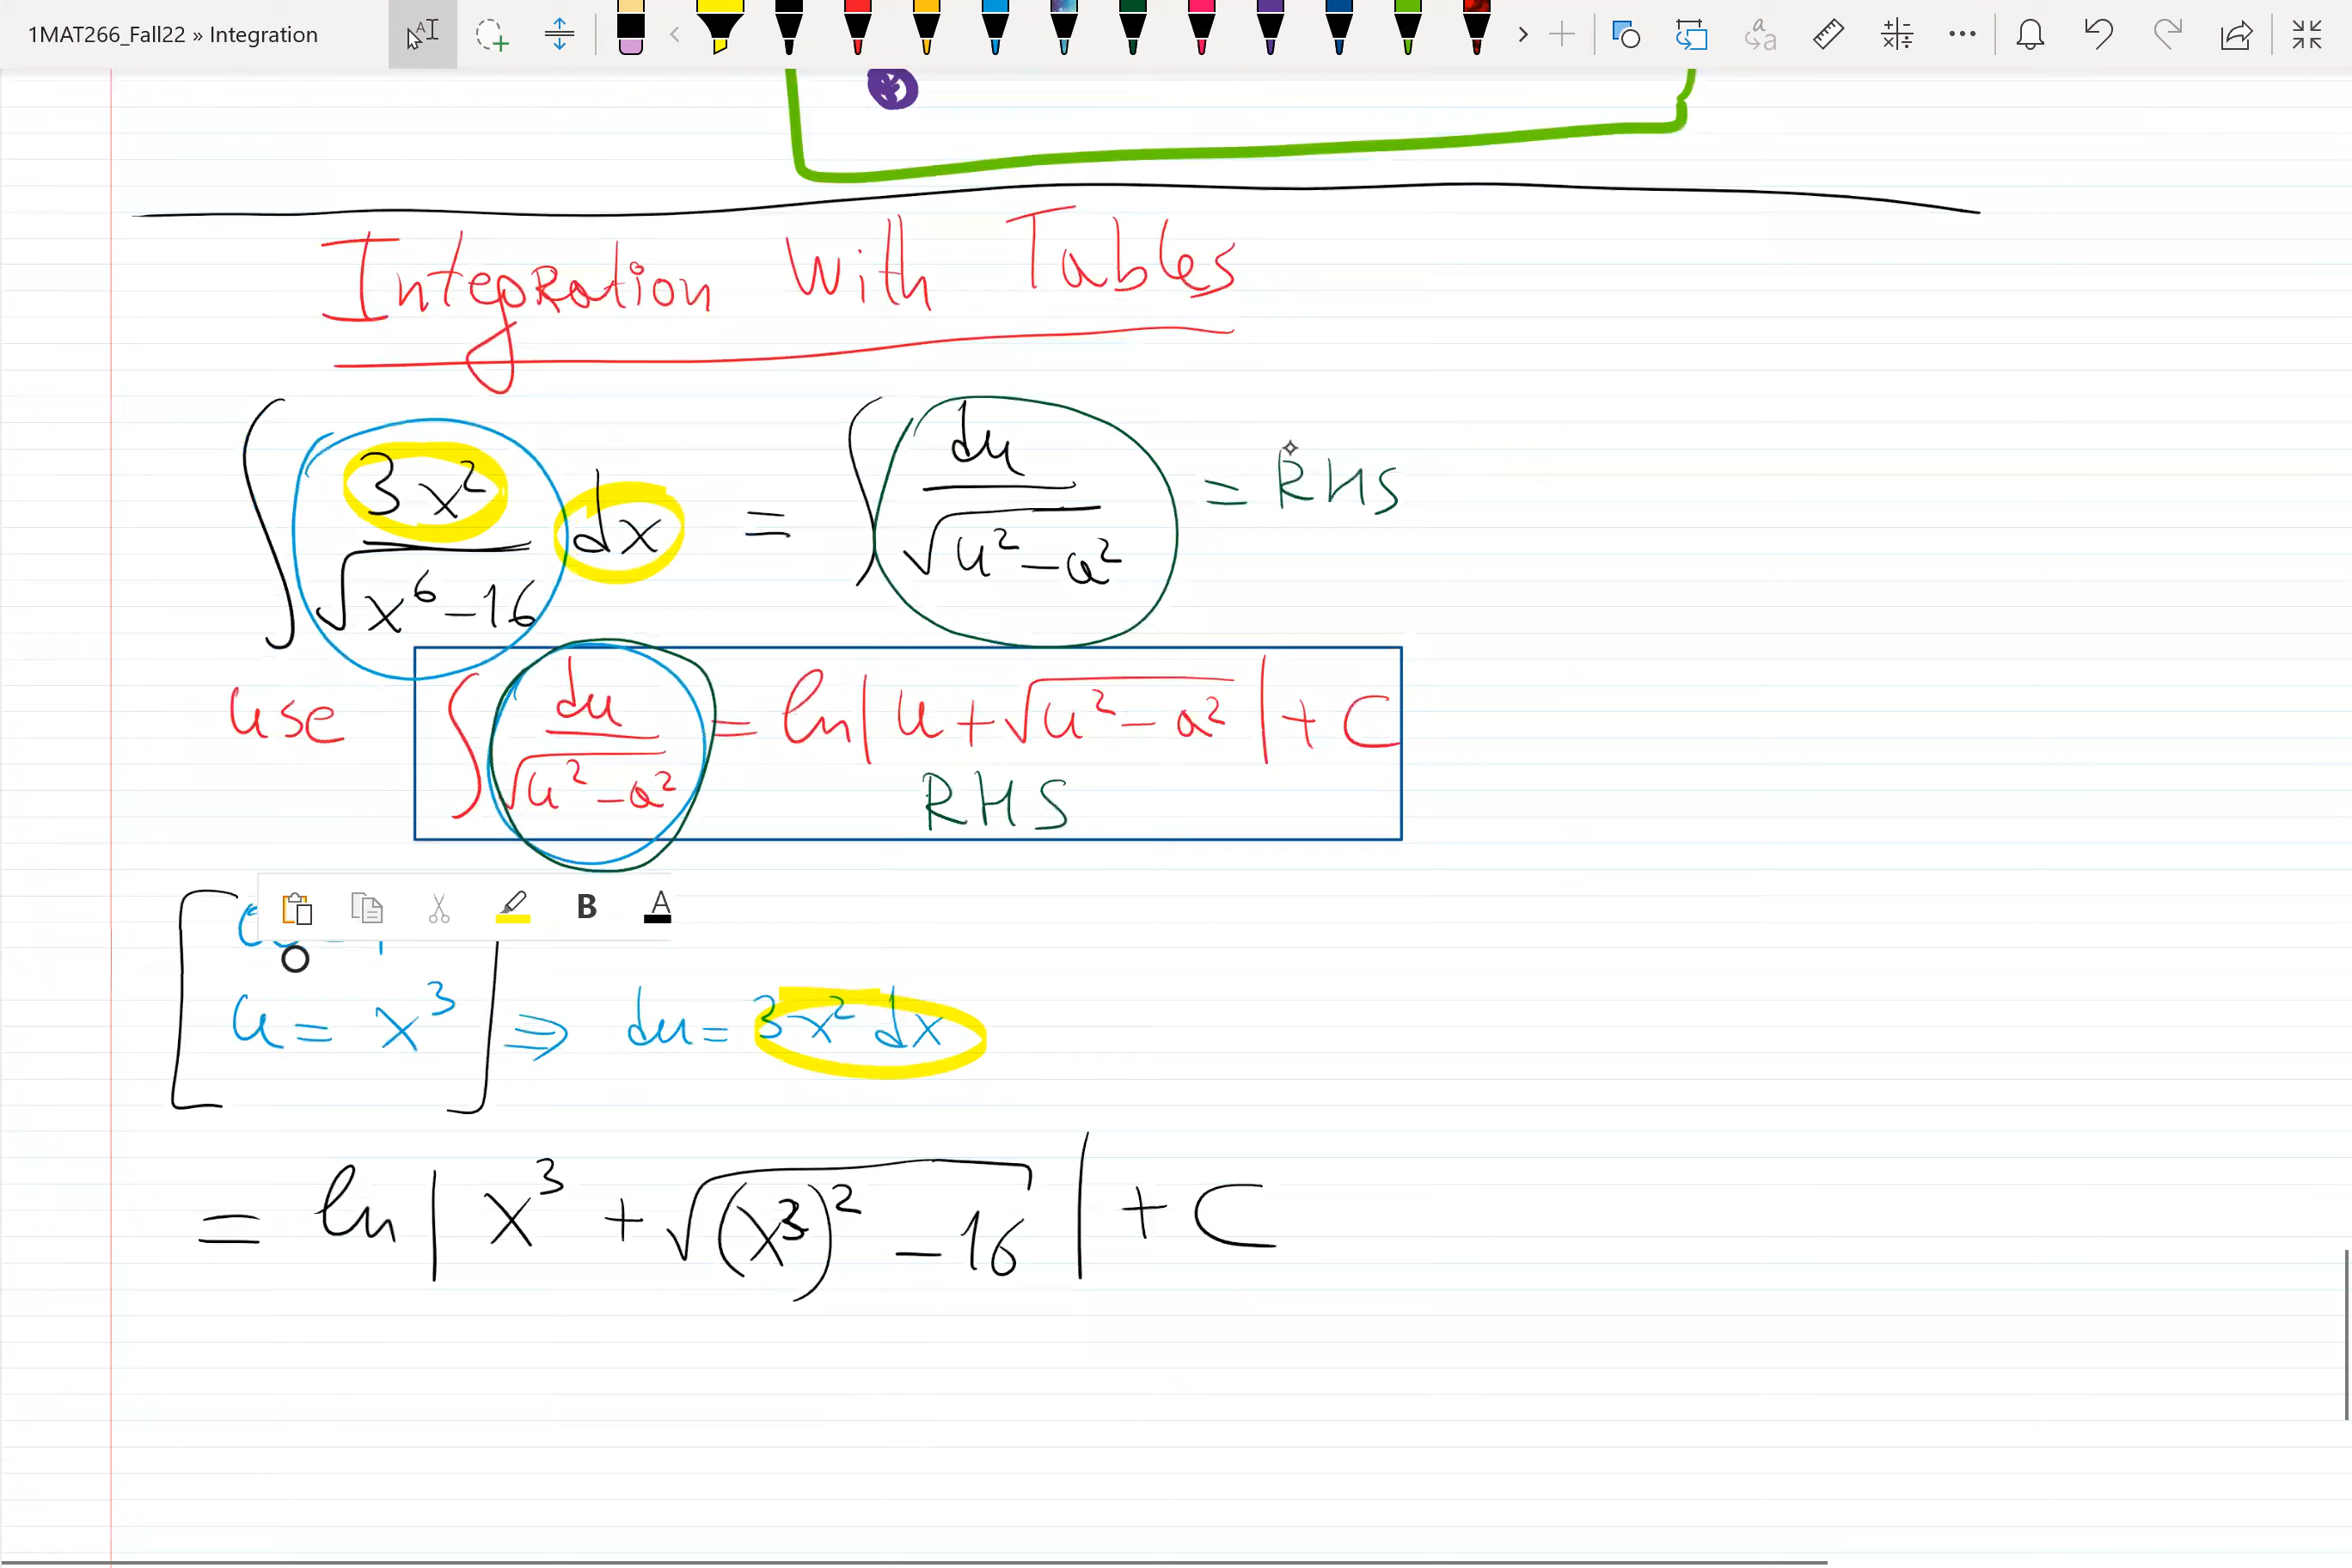 1MAT266_Fall22 » Integration
Integration With Tables
∫ 3x² / √(x⁶ − 16) dx = ∫ du / √(u² − a²) = RHS
use ∫ du / √(u² − a²) = ln | u + √(u² − a²) | + C
RHS
B A
u = x³ ⇒ du = 3x² dx
= ln | x³ + √((x³)² − 16) | + C